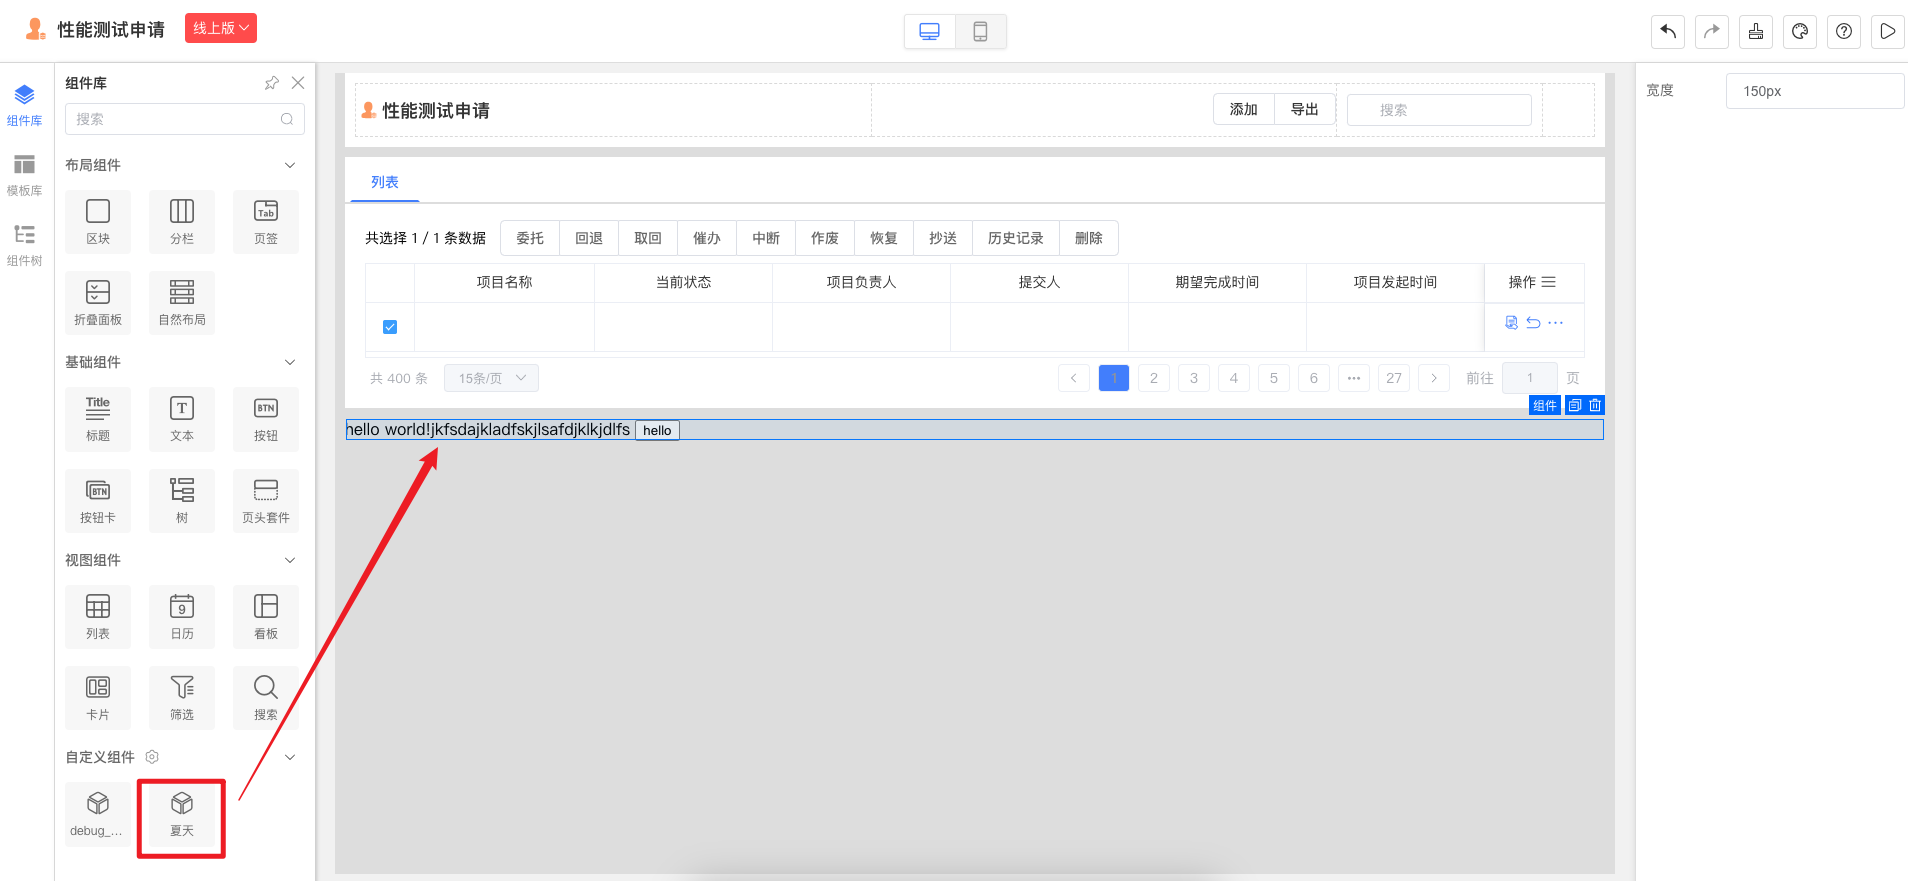 性能测试申请 线上版
组件库
模板库
组件树
组件库
搜索
布局组件
区块 分栏 Tab 页签
折叠面板 自然布局
基础组件
Title 标题 T 文本 BTN 按钮
BTN 按钮卡 树 页头套件
视图组件
列表 9 日历 看板
卡片 筛选 搜索
自定义组件
debug_... 夏天
性能测试申请 添加 导出 搜索
列表
共选择 1 / 1 条数据 委托 回退 取回 催办 中断 作废 恢复 抄送 历史记录 删除
项目名称 当前状态 项目负责人 提交人 期望完成时间 项目发起时间 操作
共 400 条 15条/页 1 2 3 4 5 6 ••• 27 前往 1 页
组件
hello world!jkfsdajkladfskjlsafdjklkjdlfs hello
宽度 150px